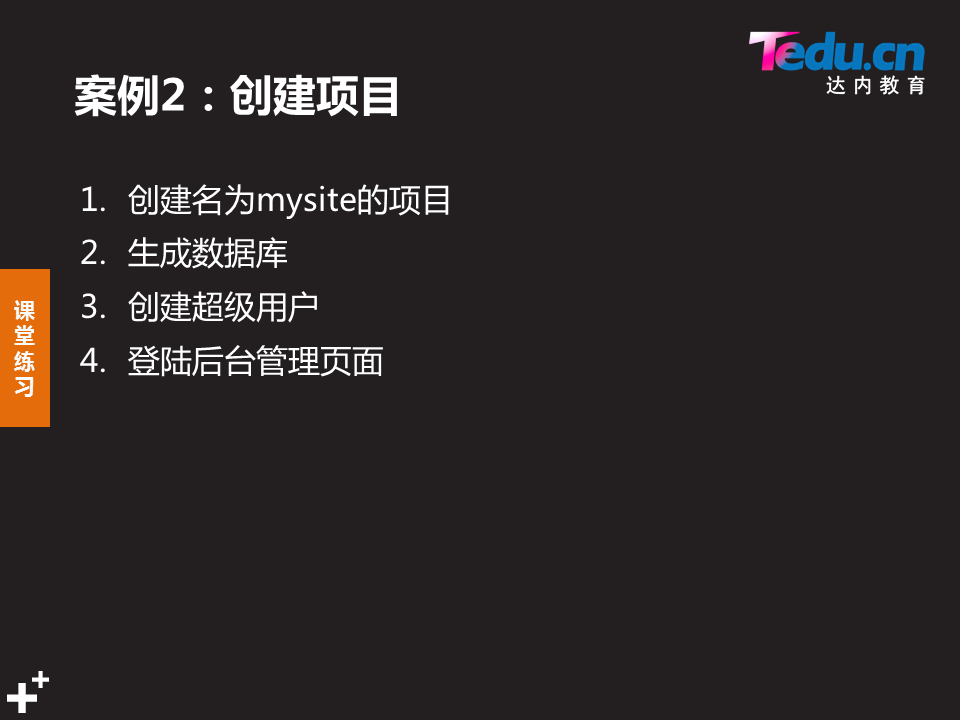 Tedu.cn
达内教育
案例2：创建项目
1. 创建名为mysite的项目
2. 生成数据库
3. 创建超级用户
4. 登陆后台管理页面
课
堂
练
习